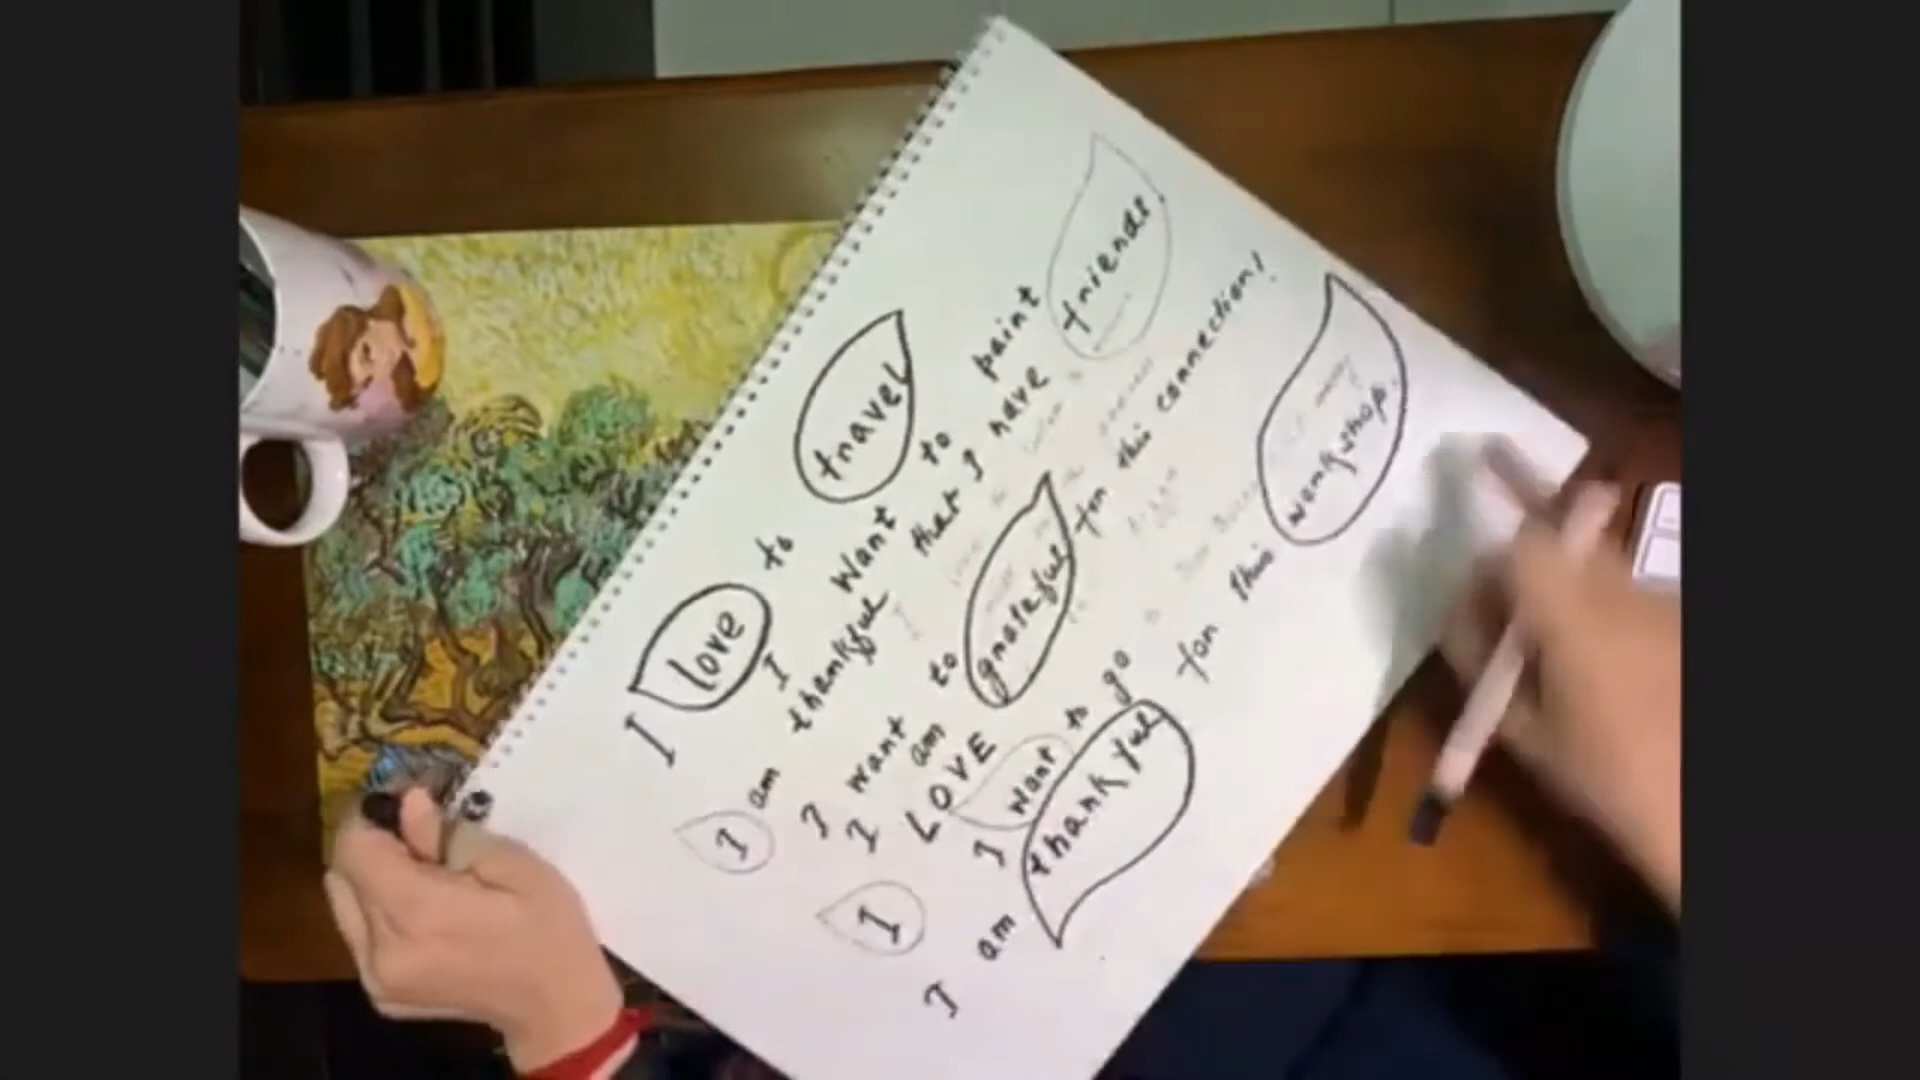 I love to travel
I want to paint
I am thankful that I have friends.
I want to
I am grateful for this connection!
I LOVE
I want to go
I am thankful for this workshop.